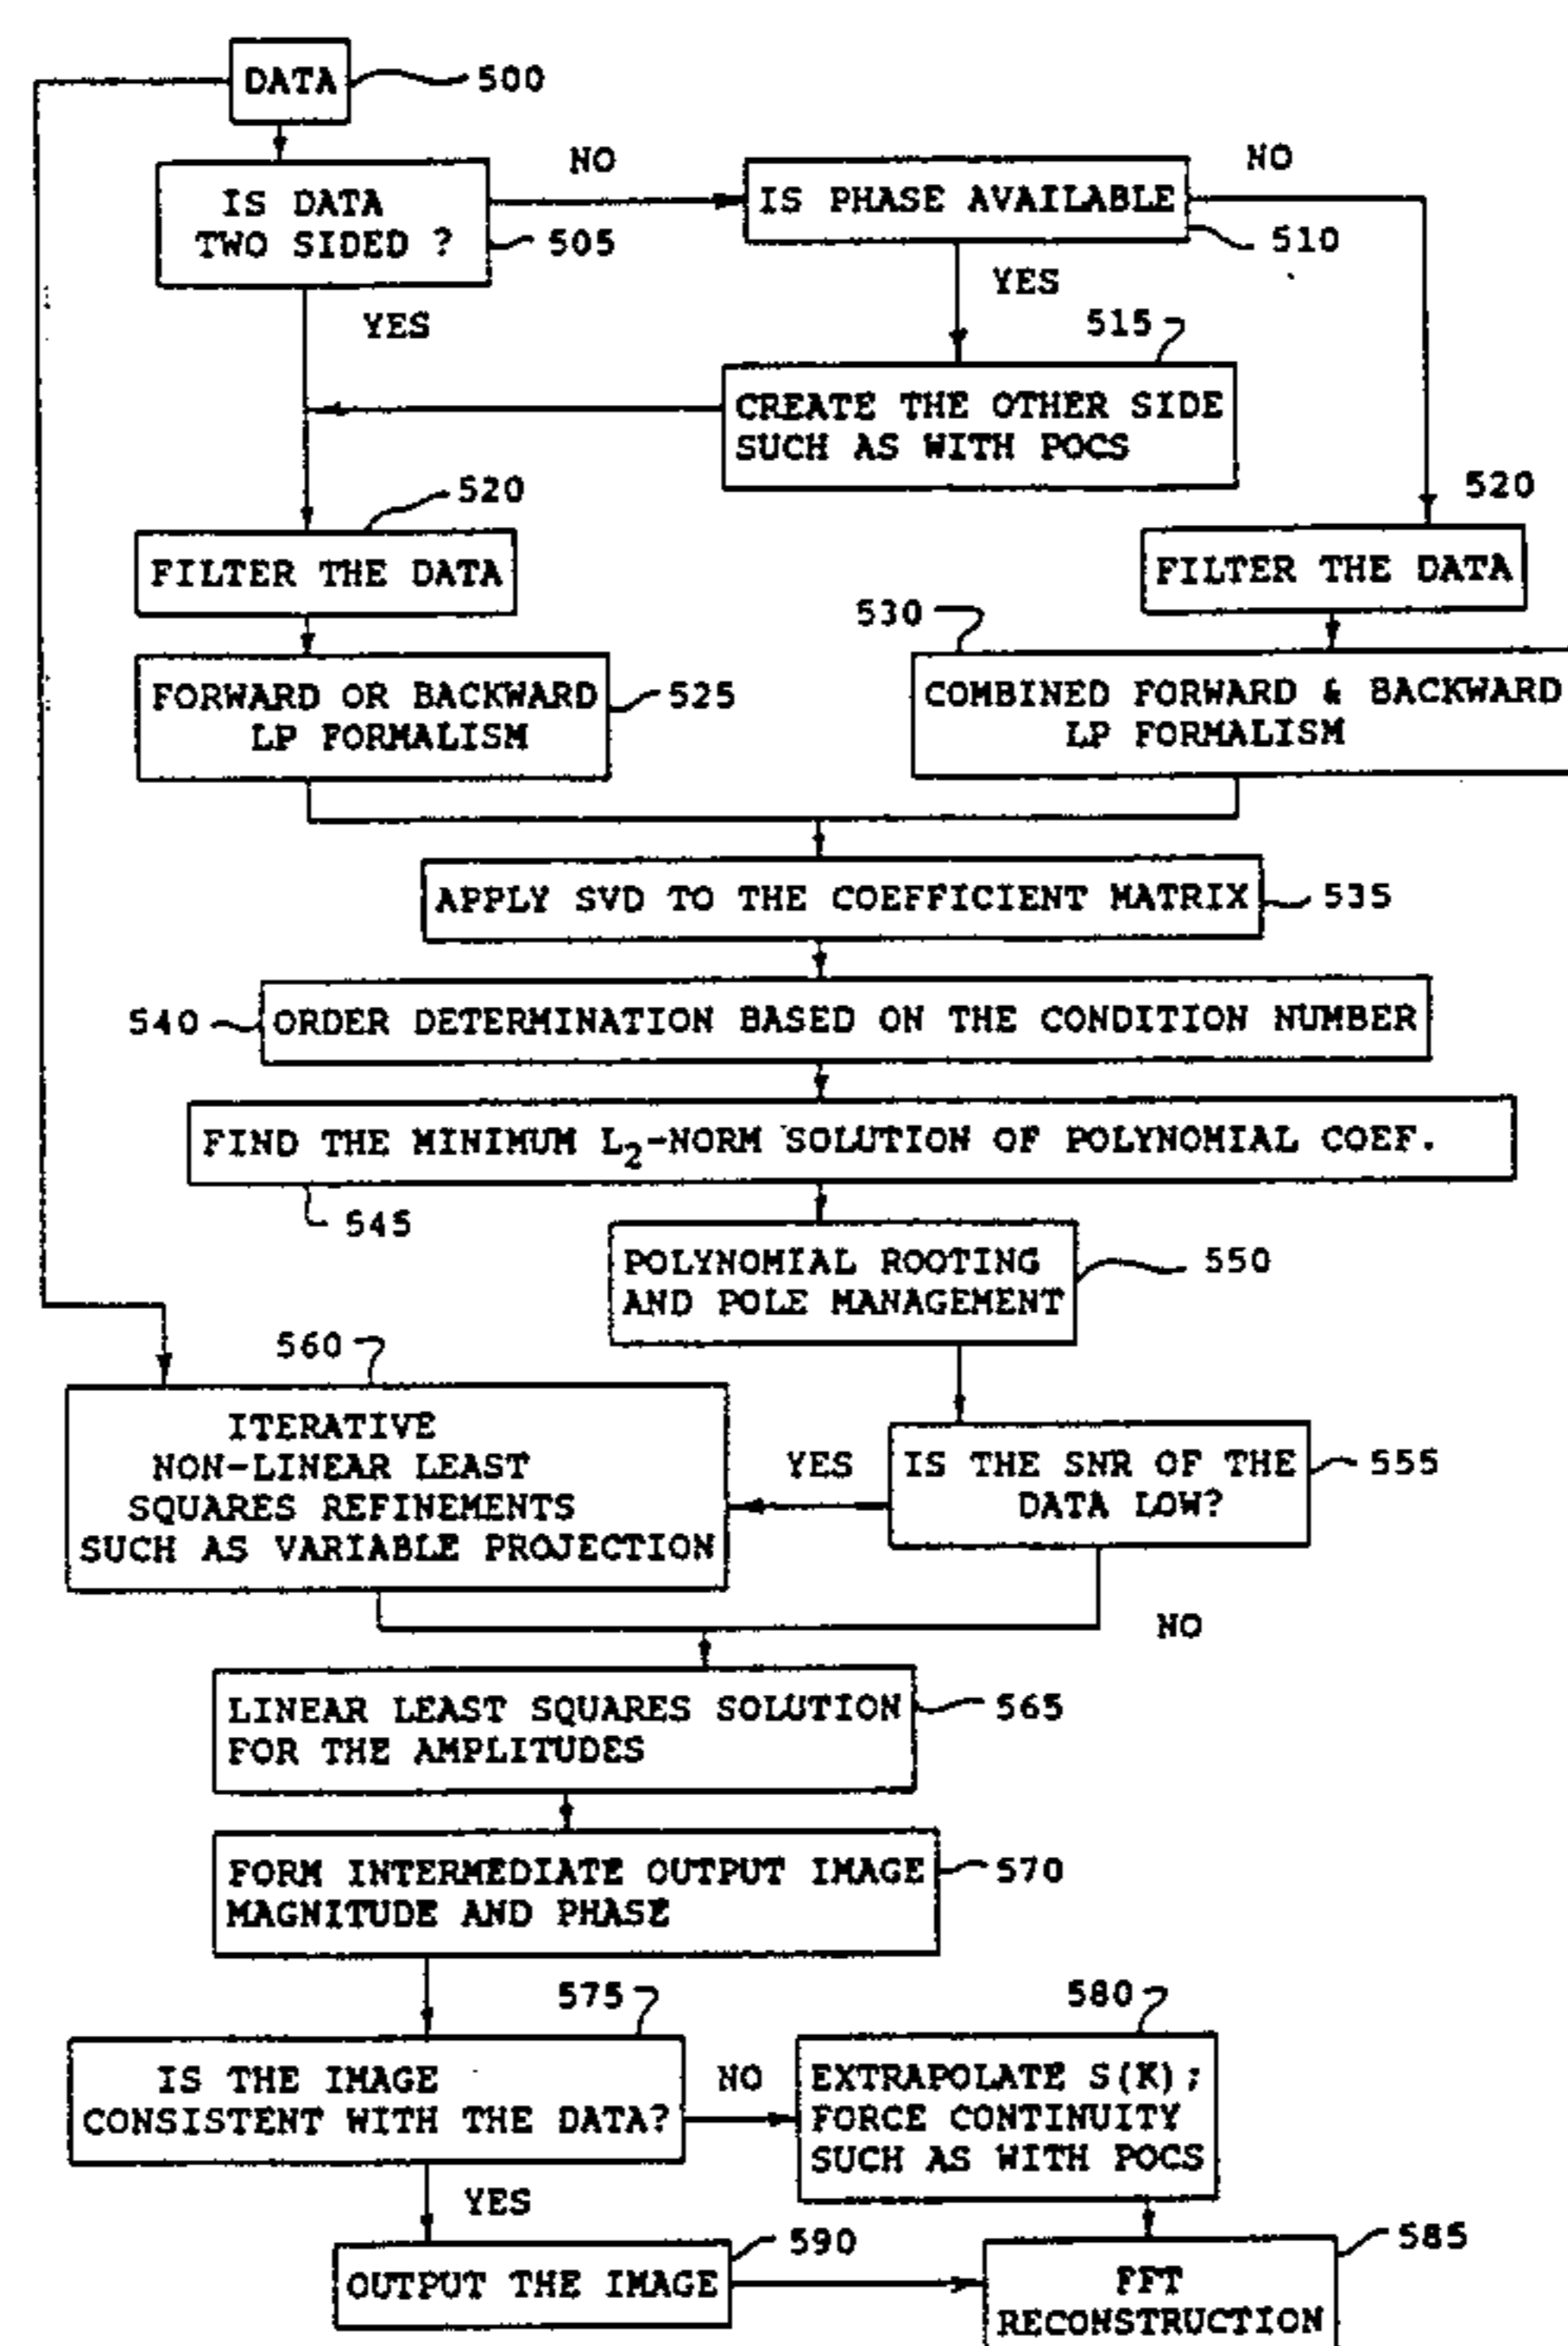 DATA
500
NO
NO
IS DATA
TWO SIDED ?
505
IS PHASE AVAILABLE
510
YES
YES
515
CREATE THE OTHER SIDE
SUCH AS WITH POCS
520
520
FILTER THE DATA
FILTER THE DATA
530
FORWARD OR BACKWARD
LP FORMALISM
525
COMBINED FORWARD & BACKWARD
LP FORMALISM
APPLY SVD TO THE COEFFICIENT MATRIX
535
540
ORDER DETERMINATION BASED ON THE CONDITION NUMBER
FIND THE MINIMUM L₂-NORM SOLUTION OF POLYNOMIAL COEF.
545
POLYNOMIAL ROOTING
AND POLE MANAGEMENT
550
560
ITERATIVE
NON-LINEAR LEAST
SQUARES REFINEMENTS
SUCH AS VARIABLE PROJECTION
YES
IS THE SNR OF THE
DATA LOW?
555
NO
LINEAR LEAST SQUARES SOLUTION
FOR THE AMPLITUDES
565
FORM INTERMEDIATE OUTPUT IMAGE
MAGNITUDE AND PHASE
570
575
580
IS THE IMAGE
CONSISTENT WITH THE DATA?
NO
EXTRAPOLATE S(K);
FORCE CONTINUITY
SUCH AS WITH POCS
YES
590
585
OUTPUT THE IMAGE
FFT
RECONSTRUCTION